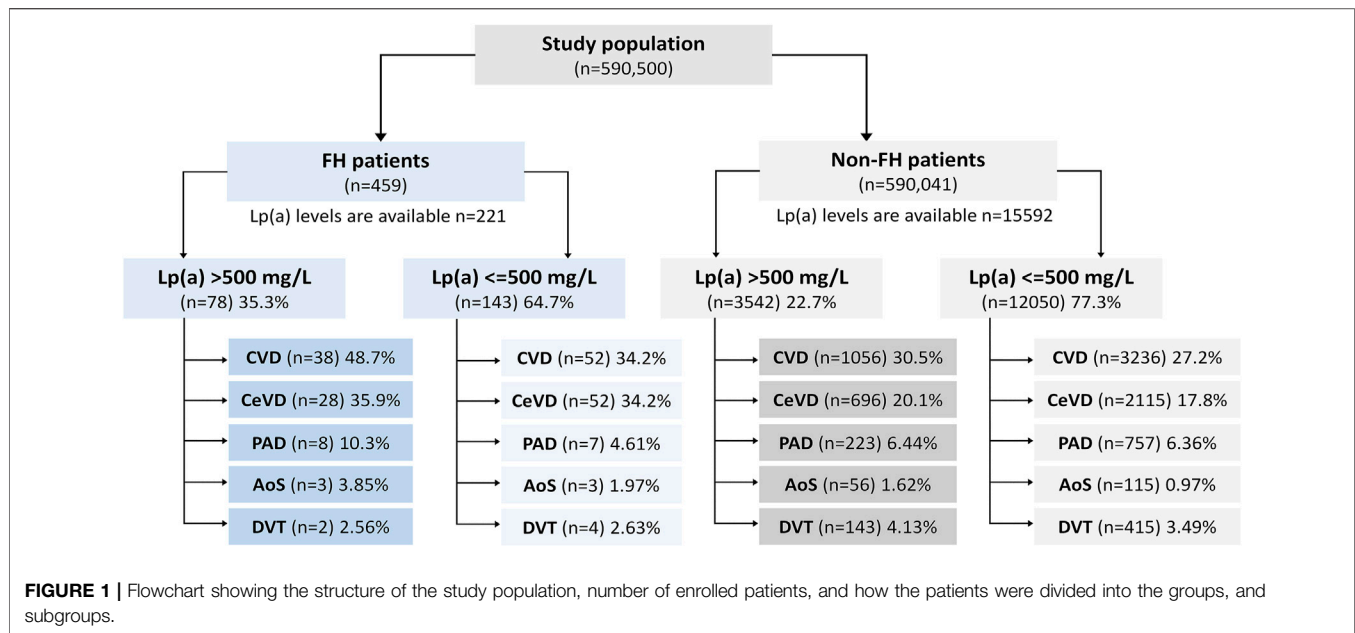 Study population
(n=590,500)
FH patients
(n=459)
Lp(a) levels are available n=221
Non-FH patients
(n=590,041)
Lp(a) levels are available n=15592
Lp(a) >500 mg/L
(n=78) 35.3%
Lp(a) <=500 mg/L
(n=143) 64.7%
Lp(a) >500 mg/L
(n=3542) 22.7%
Lp(a) <=500 mg/L
(n=12050) 77.3%
CVD (n=38) 48.7%
CeVD (n=28) 35.9%
PAD (n=8) 10.3%
AoS (n=3) 3.85%
DVT (n=2) 2.56%
CVD (n=52) 34.2%
CeVD (n=52) 34.2%
PAD (n=7) 4.61%
AoS (n=3) 1.97%
DVT (n=4) 2.63%
CVD (n=1056) 30.5%
CeVD (n=696) 20.1%
PAD (n=223) 6.44%
AoS (n=56) 1.62%
DVT (n=143) 4.13%
CVD (n=3236) 27.2%
CeVD (n=2115) 17.8%
PAD (n=757) 6.36%
AoS (n=115) 0.97%
DVT (n=415) 3.49%
FIGURE 1 | Flowchart showing the structure of the study population, number of enrolled patients, and how the patients were divided into the groups, and
subgroups.